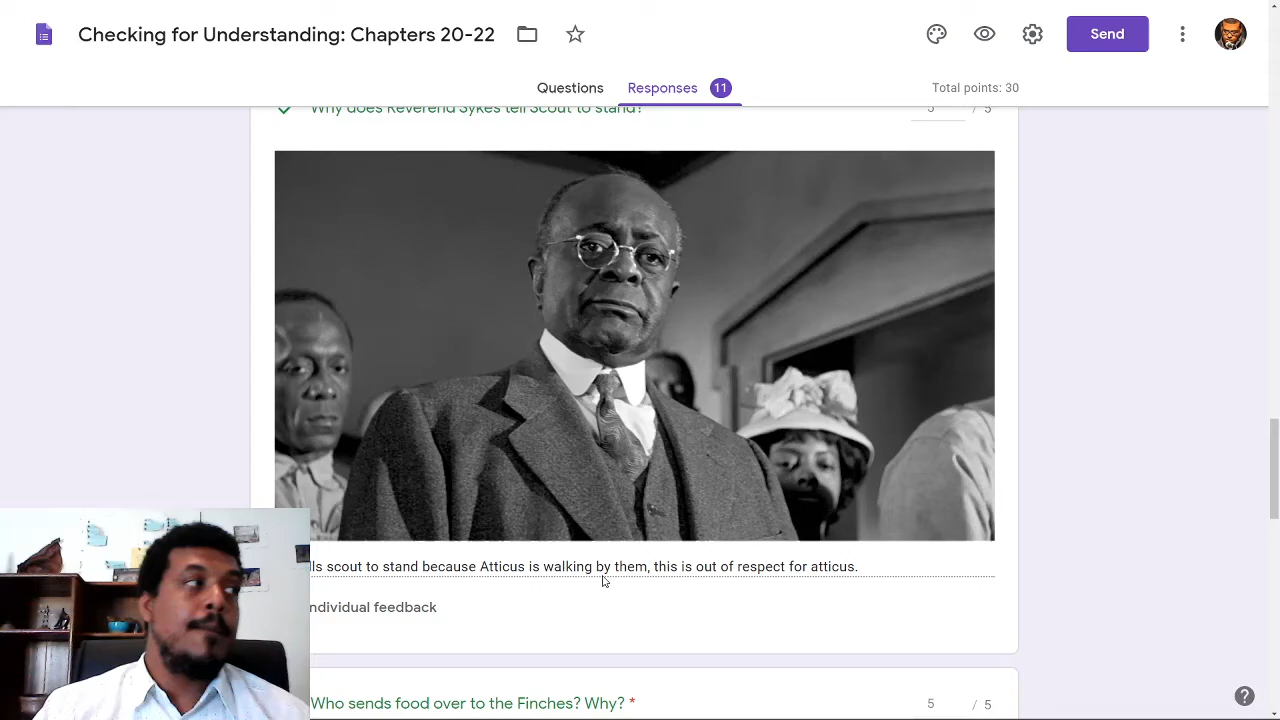 Checking for Understanding: Chapters 20-22
Send
Questions
Responses
11
Total points: 30
Why does Reverend Sykes tell Scout to stand?
5 / 5
lls scout to stand because Atticus is walking by them, this is out of respect for atticus.
ndividual feedback
Who sends food over to the Finches? Why? *
5 / 5